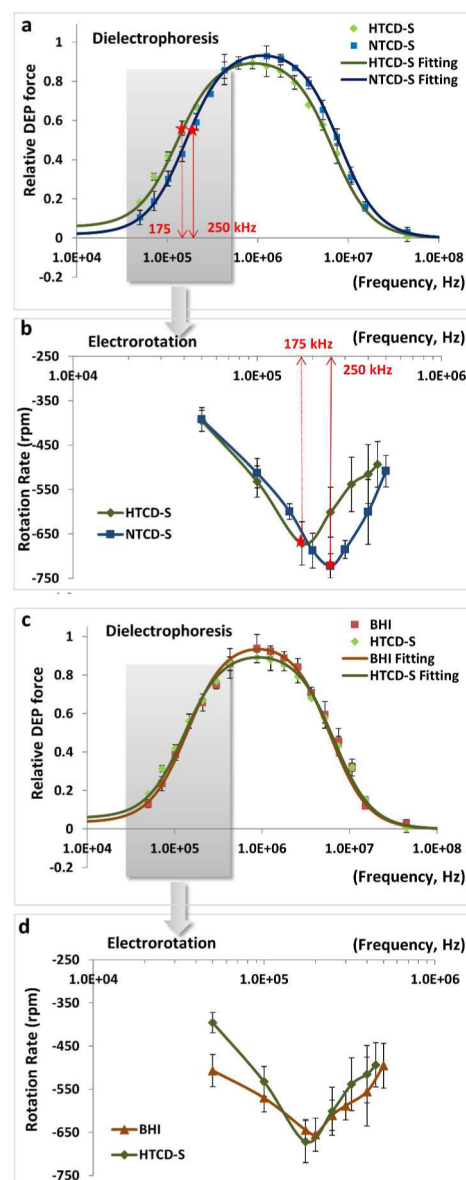 a
Dielectrophoresis
HTCD-S
NTCD-S
HTCD-S Fitting
NTCD-S Fitting
Relative DEP force
1
0.8
0.6
0.4
0.2
0
-0.2
175
250 kHz
1.0E+04 1.0E+05 1.0E+06 1.0E+07 1.0E+08
(Frequency, Hz)
b
Electrorotation
(Frequency, Hz)
175 kHz
250 kHz
1.0E+04 1.0E+05 1.0E+06
Rotation Rate (rpm)
-250
-350
-450
-550
-650
-750
HTCD-S
NTCD-S
c
Dielectrophoresis
BHI
HTCD-S
BHI Fitting
HTCD-S Fitting
Relative DEP force
1
0.8
0.6
0.4
0.2
0
-0.2
1.0E+04 1.0E+05 1.0E+06 1.0E+07 1.0E+08
(Frequency, Hz)
d
Electrorotation
(Frequency, Hz)
1.0E+04 1.0E+05 1.0E+06
Rotation Rate (rpm)
-250
-350
-450
-550
-650
-750
BHI
HTCD-S